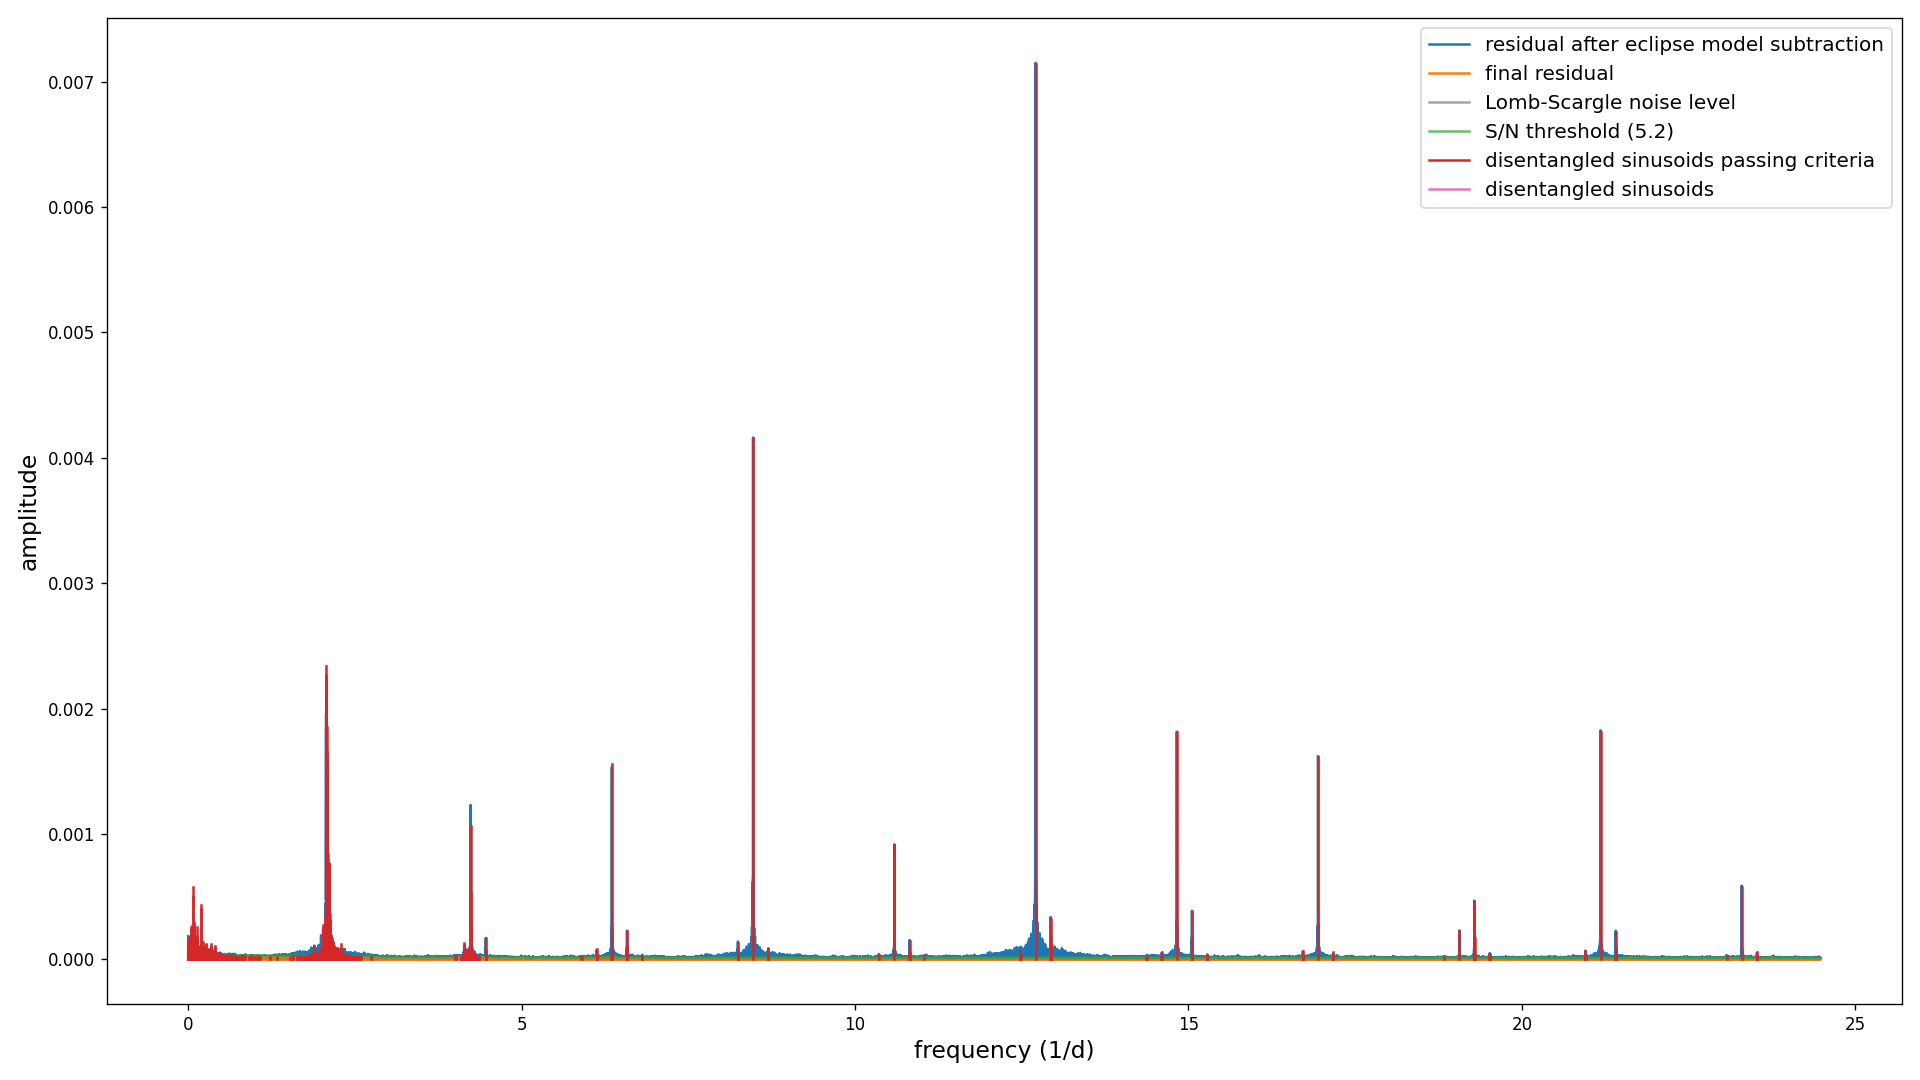 residual after eclipse model subtraction
final residual
Lomb-Scargle noise level
S/N threshold (5.2)
disentangled sinusoids passing criteria
disentangled sinusoids
0.007
0.006
0.005
0.004
0.003
0.002
0.001
0.000
amplitude
0 5 10 15 20 25
frequency (1/d)